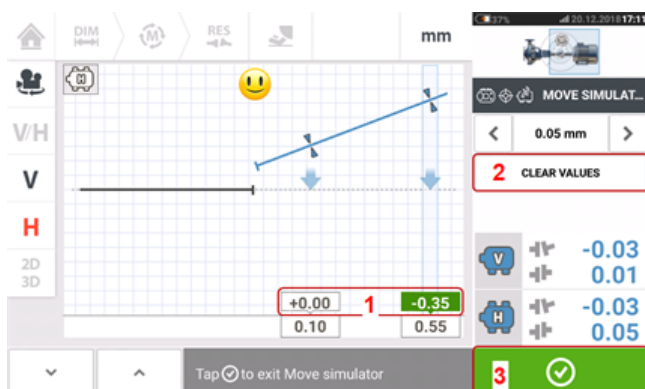 DIM
M
RES
mm
37%
20.12.2018 17:11
MOVE SIMULAT...
0.05 mm
2 CLEAR VALUES
H
V/H
V
H
2D
3D
+0.00 1 -0.35
0.10 0.55
V -0.03
0.01
H -0.03
0.05
Tap to exit Move simulator
3